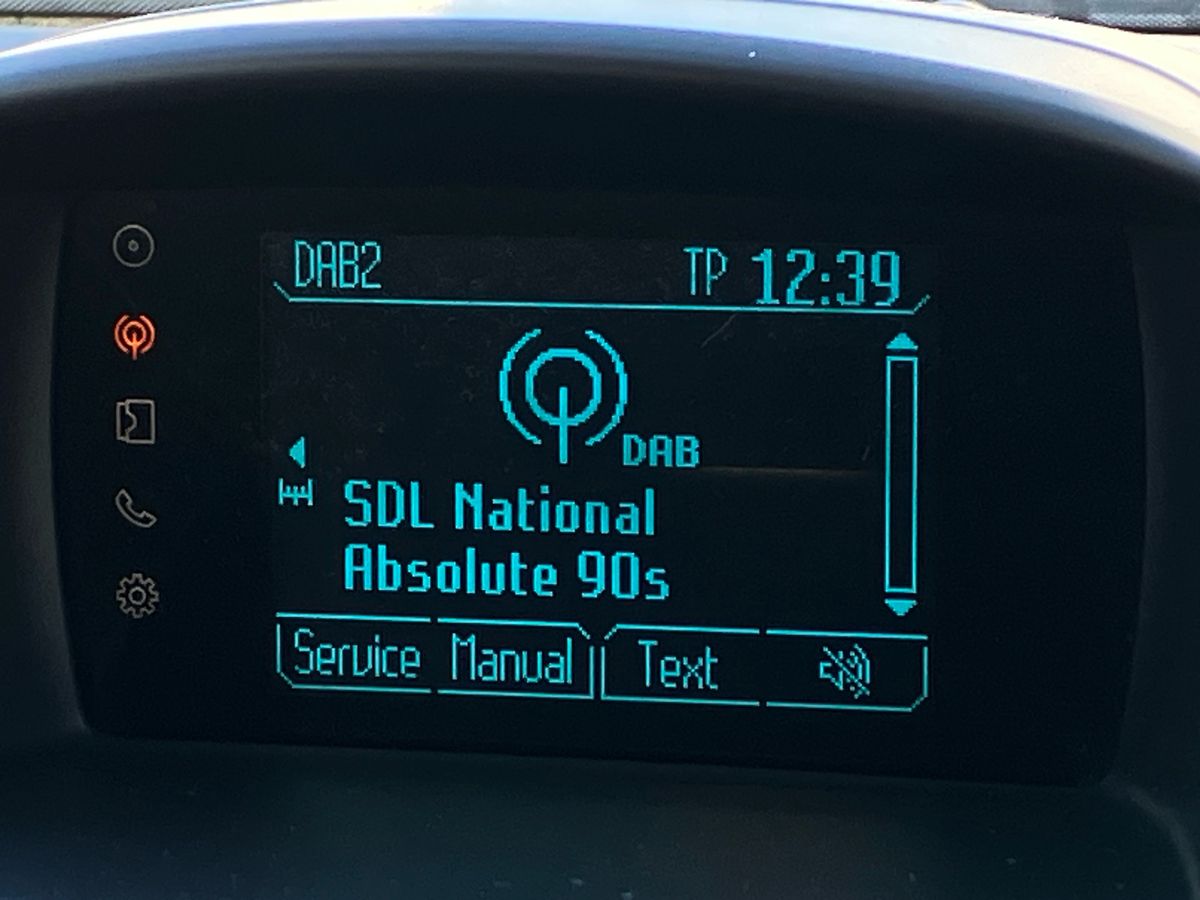 DAB2 TP 12:39
DAB
SDL National
Absolute 90s
Service Manual Text